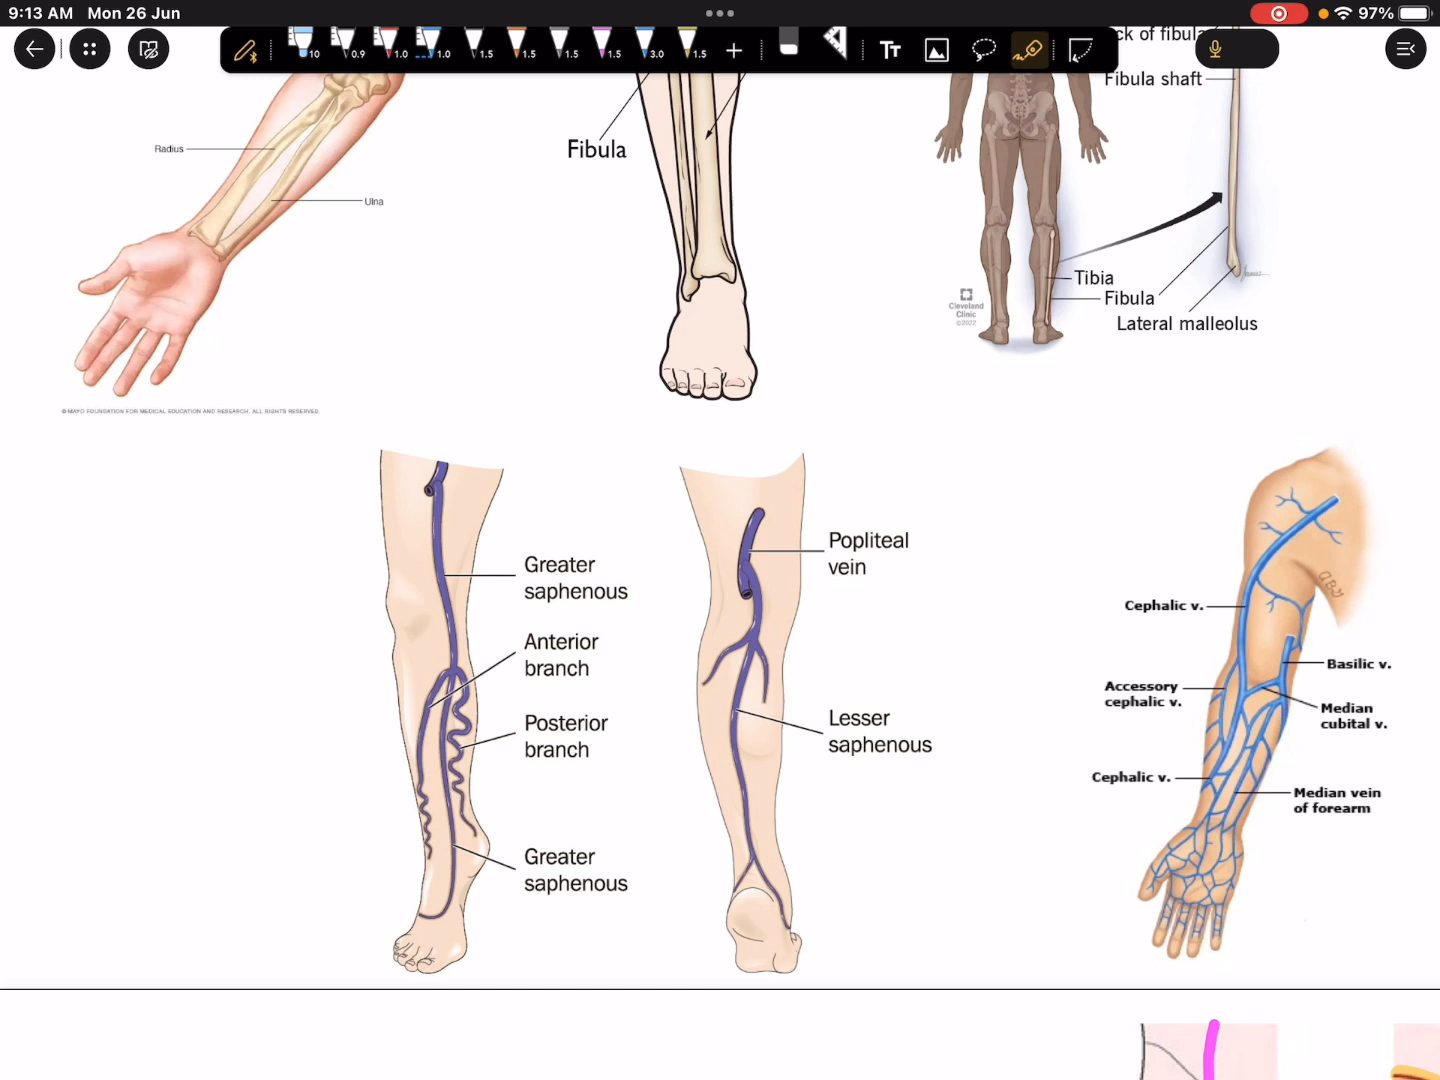 9:13 AM Mon 26 Jun
97%
10
0.9
1.0
1.0
1.5
1.5
1.5
1.5
3.0
1.5
Tt
ck of fibula
Fibula shaft
Radius
Ulna
Fibula
Tibia
Fibula
Lateral malleolus
Cleveland
Clinic
©2022
© MAYO FOUNDATION FOR MEDICAL EDUCATION AND RESEARCH. ALL RIGHTS RESERVED.
Greater
saphenous
Anterior
branch
Posterior
branch
Greater
saphenous
Popliteal
vein
Lesser
saphenous
Cephalic v.
Basilic v.
Accessory
cephalic v.
Median
cubital v.
Cephalic v.
Median vein
of forearm